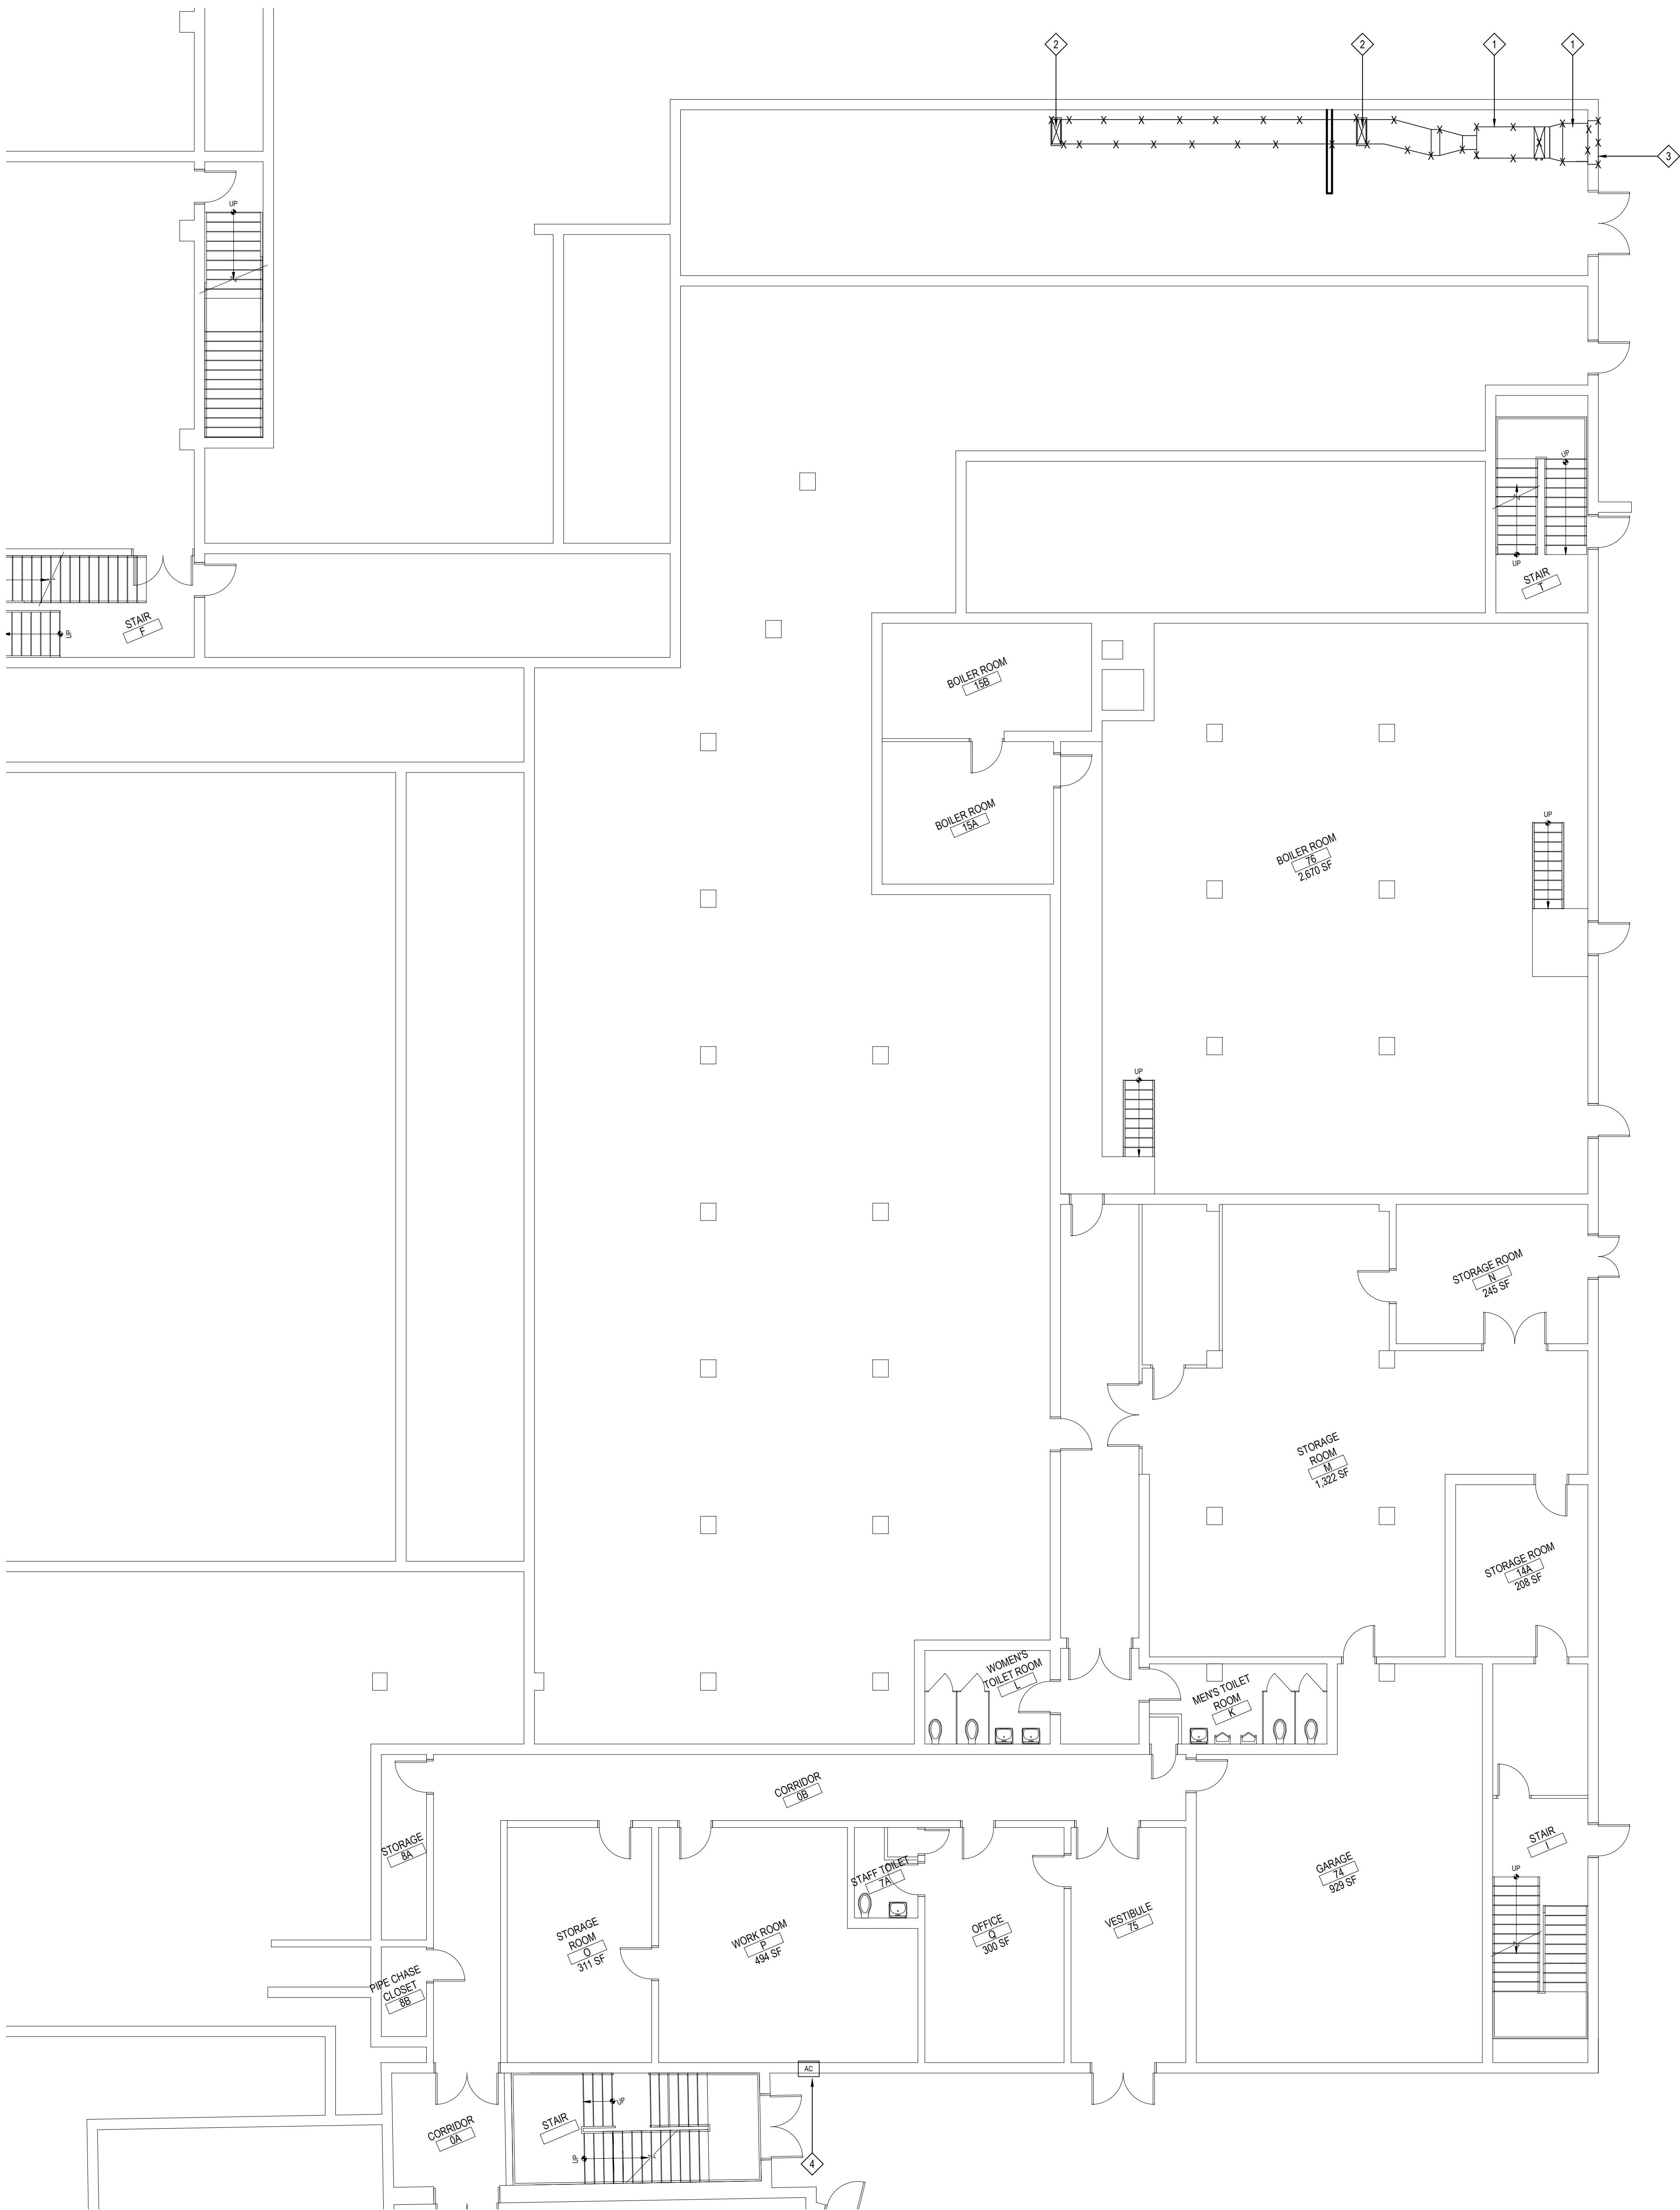 2
2
1
1
3
UP
UP
UP
UP
STAIR
T
STAIR
F
BOILER ROOM
15B
BOILER ROOM
15A
UP
BOILER ROOM
76
2,670 SF
UP
STORAGE ROOM
N
245 SF
STORAGE
ROOM
M
1,322 SF
STORAGE ROOM
14A
208 SF
WOMEN'S
TOILET ROOM
L
MEN'S TOILET
ROOM
K
CORRIDOR
0B
STORAGE
8A
STAFF TOILET
7A
GARAGE
74
929 SF
STAIR
I
UP
STORAGE
ROOM
O
311 SF
WORK ROOM
P
494 SF
OFFICE
Q
300 SF
VESTIBULE
75
PIPE CHASE
CLOSET
8B
AC
UP
STAIR
CORRIDOR
0A
UP
4